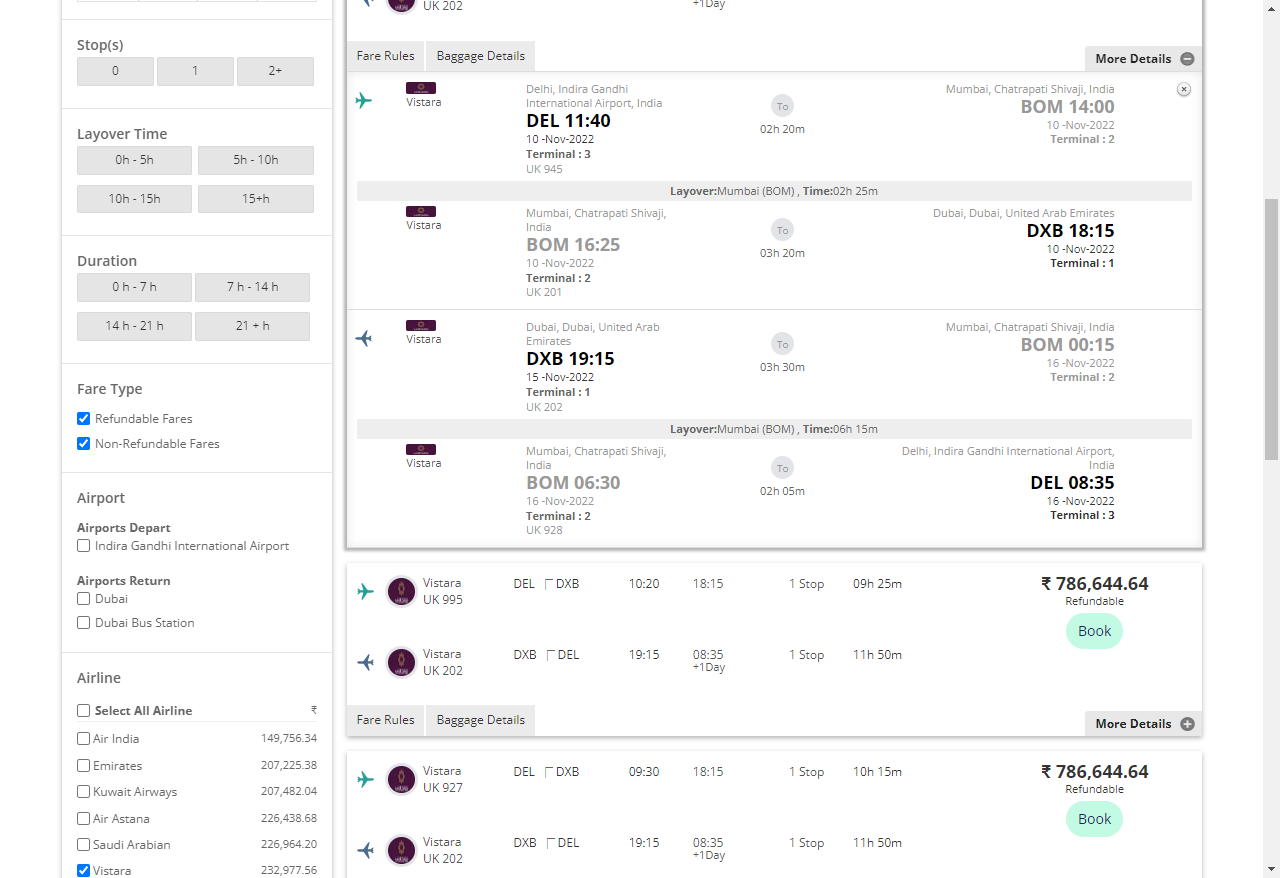 UK 202
+1Day
Stop(s)
0
1
2+
Layover Time
0h - 5h
5h - 10h
10h - 15h
15+h
Duration
0 h - 7 h
7 h - 14 h
14 h - 21 h
21 + h
Fare Type
Refundable Fares
Non-Refundable Fares
Airport
Airports Depart
Indira Gandhi International Airport
Airports Return
Dubai
Dubai Bus Station
Airline
Select All Airline ₹
Air India 149,756.34
Emirates 207,225.38
Kuwait Airways 207,482.04
Air Astana 226,438.68
Saudi Arabian 226,964.20
Vistara 232,977.56
Fare Rules
Baggage Details
More Details
Vistara
Delhi, Indira Gandhi
International Airport, India
DEL 11:40
10 -Nov-2022
Terminal : 3
UK 945
To
02h 20m
Mumbai, Chatrapati Shivaji, India
BOM 14:00
10 -Nov-2022
Terminal : 2
Layover:Mumbai (BOM) , Time:02h 25m
Vistara
Mumbai, Chatrapati Shivaji,
India
BOM 16:25
10 -Nov-2022
Terminal : 2
UK 201
To
03h 20m
Dubai, Dubai, United Arab Emirates
DXB 18:15
10 -Nov-2022
Terminal : 1
Vistara
Dubai, Dubai, United Arab
Emirates
DXB 19:15
15 -Nov-2022
Terminal : 1
UK 202
To
03h 30m
Mumbai, Chatrapati Shivaji, India
BOM 00:15
16 -Nov-2022
Terminal : 2
Layover:Mumbai (BOM) , Time:06h 15m
Vistara
Mumbai, Chatrapati Shivaji,
India
BOM 06:30
16 -Nov-2022
Terminal : 2
UK 928
To
02h 05m
Delhi, Indira Gandhi International Airport,
India
DEL 08:35
16 -Nov-2022
Terminal : 3
Vistara
UK 995
DEL DXB 10:20 18:15 1 Stop 09h 25m
₹ 786,644.64
Refundable
Book
Vistara
UK 202
DXB DEL 19:15 08:35 1 Stop 11h 50m
+1Day
Fare Rules
Baggage Details
More Details
Vistara
UK 927
DEL DXB 09:30 18:15 1 Stop 10h 15m
₹ 786,644.64
Refundable
Book
Vistara
UK 202
DXB DEL 19:15 08:35 1 Stop 11h 50m
+1Day